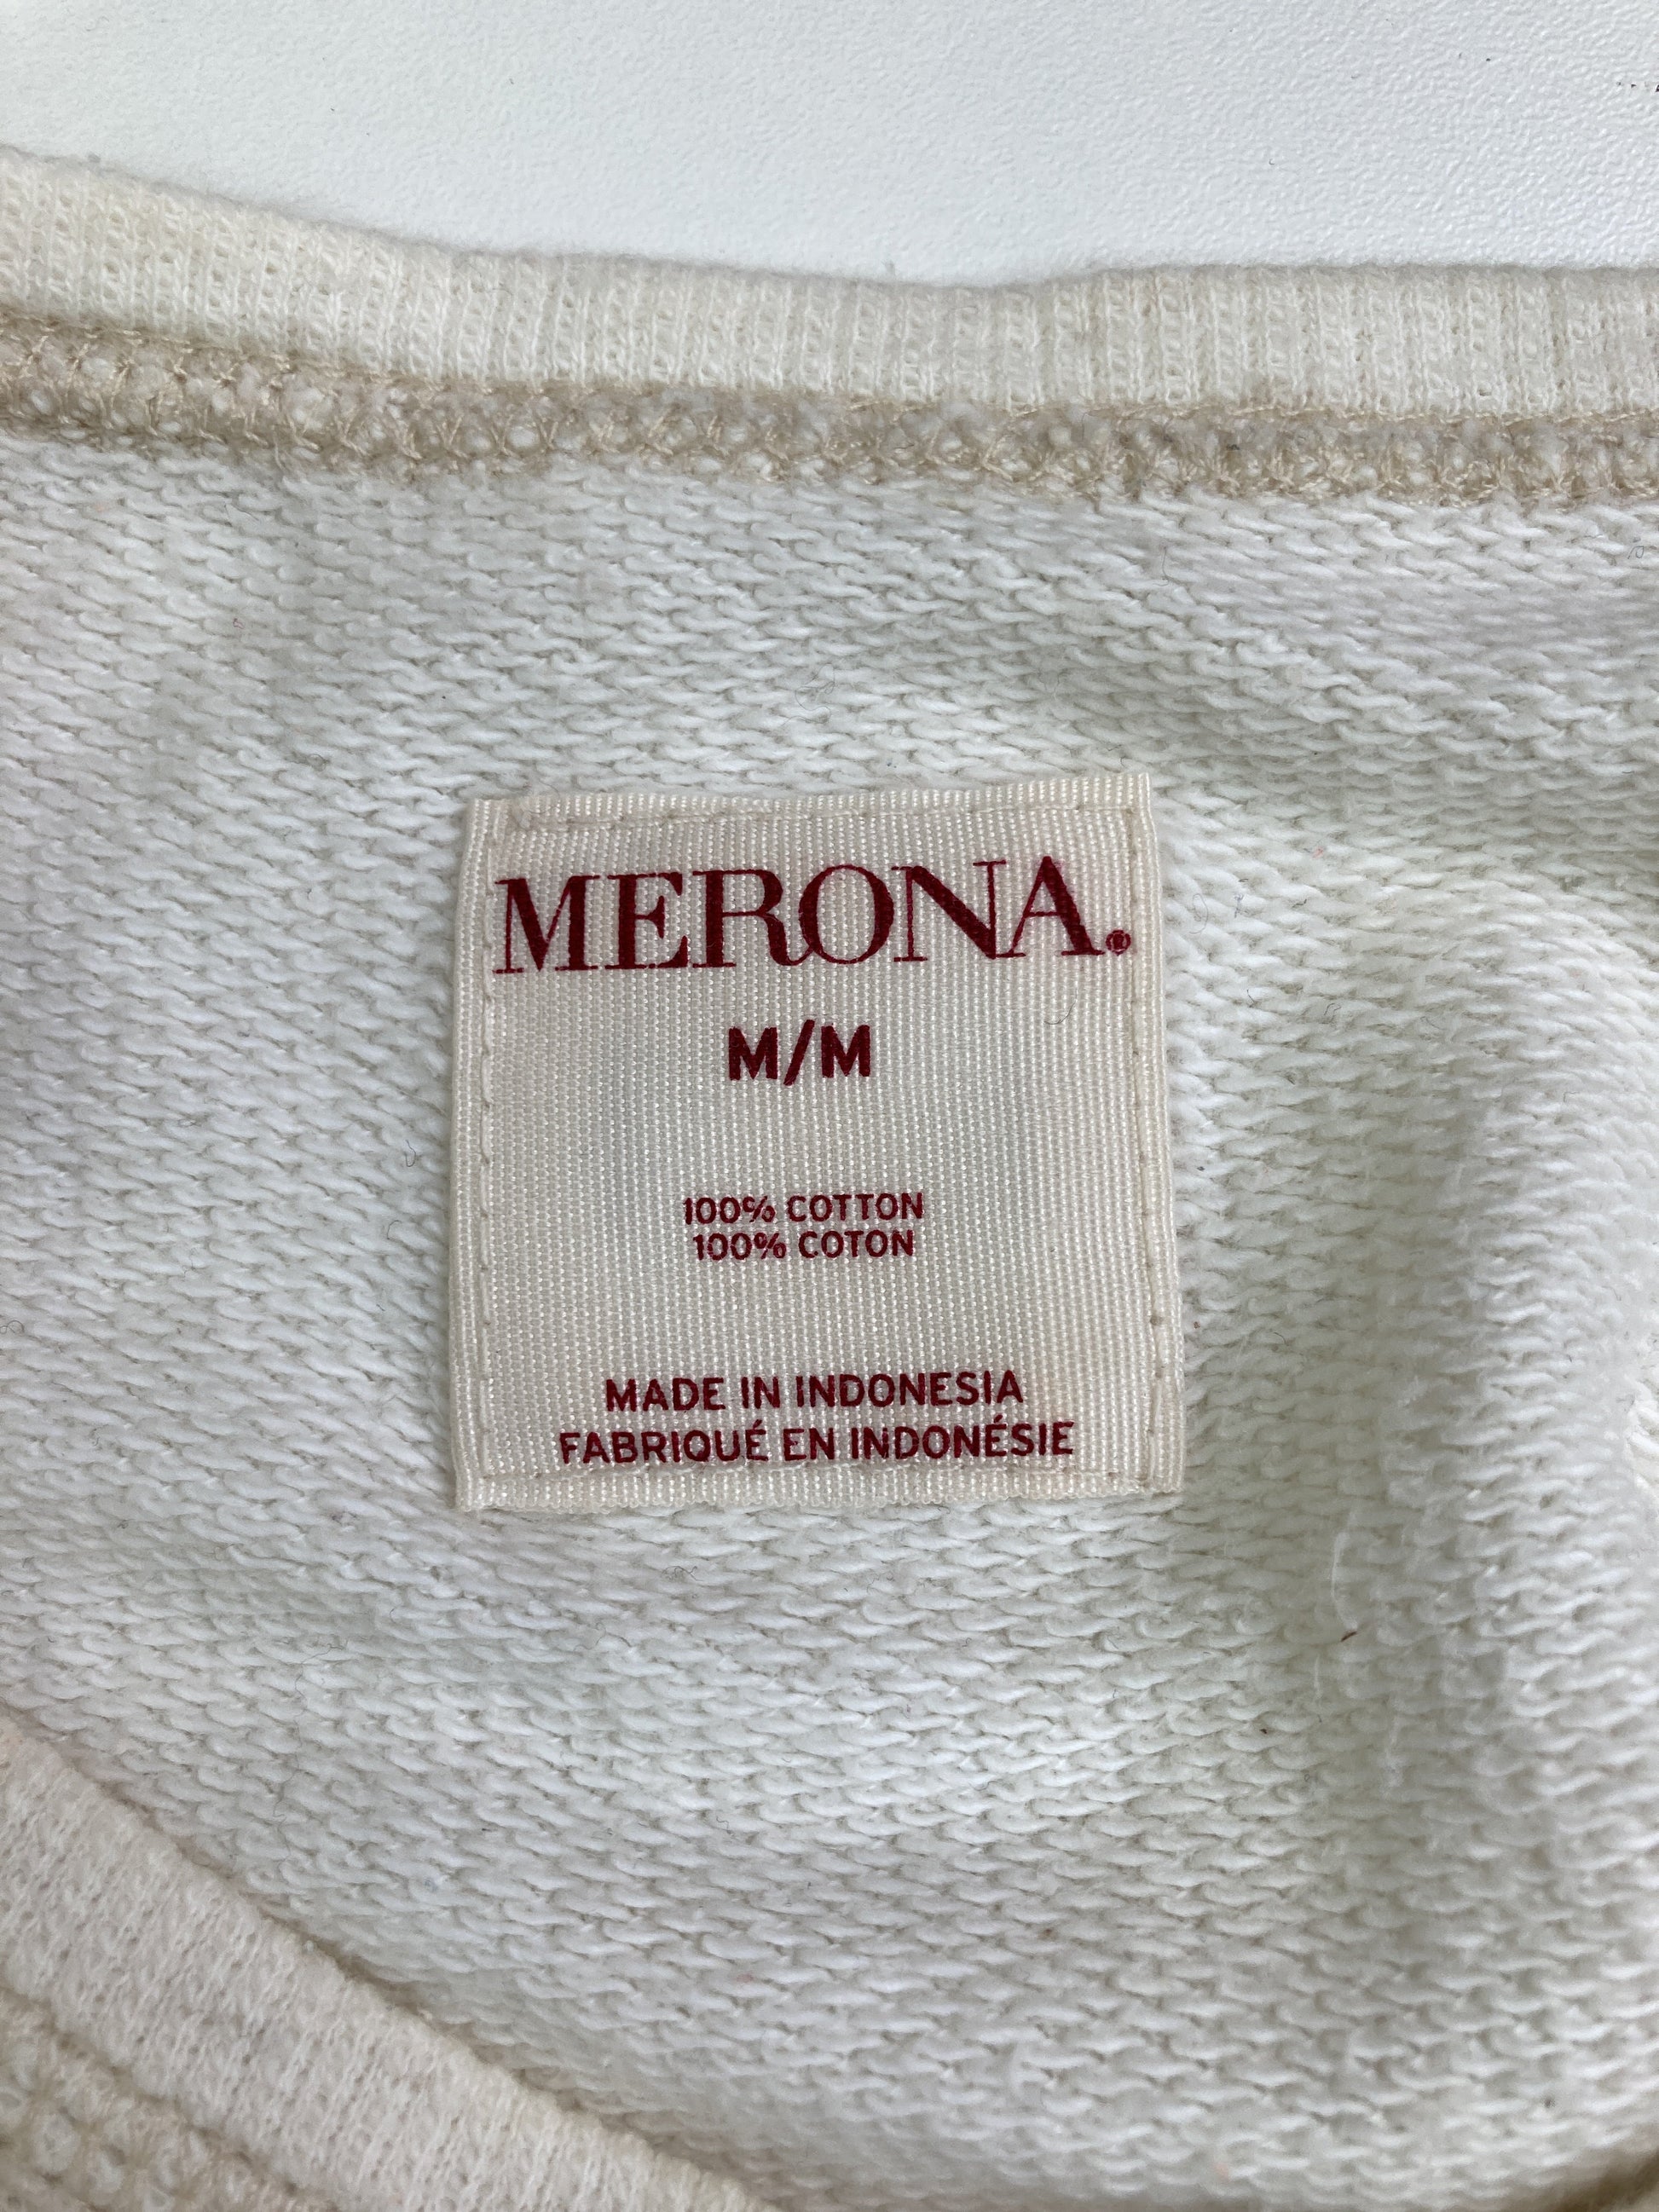 MERONA®
M/M
100% COTTON
100% COTON
MADE IN INDONESIA
FABRIQUÉ EN INDONÉSIE